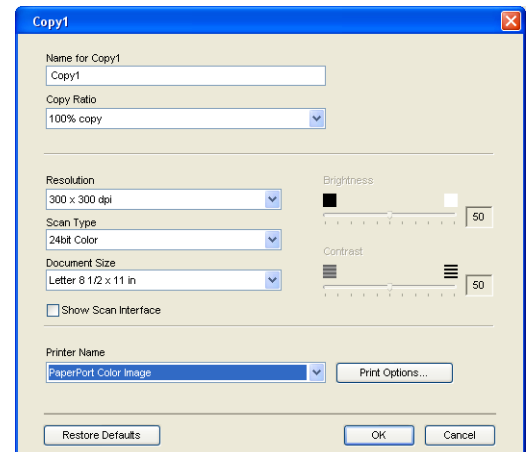 Copy1
Name for Copy1
Copy1
Copy Ratio
100% copy
Resolution
300 x 300 dpi
Scan Type
24bit Color
Document Size
Letter 8 1/2 x 11 in
Show Scan Interface
Brightness
50
Contrast
50
Printer Name
PaperPort Color Image
Print Options...
Restore Defaults
OK
Cancel